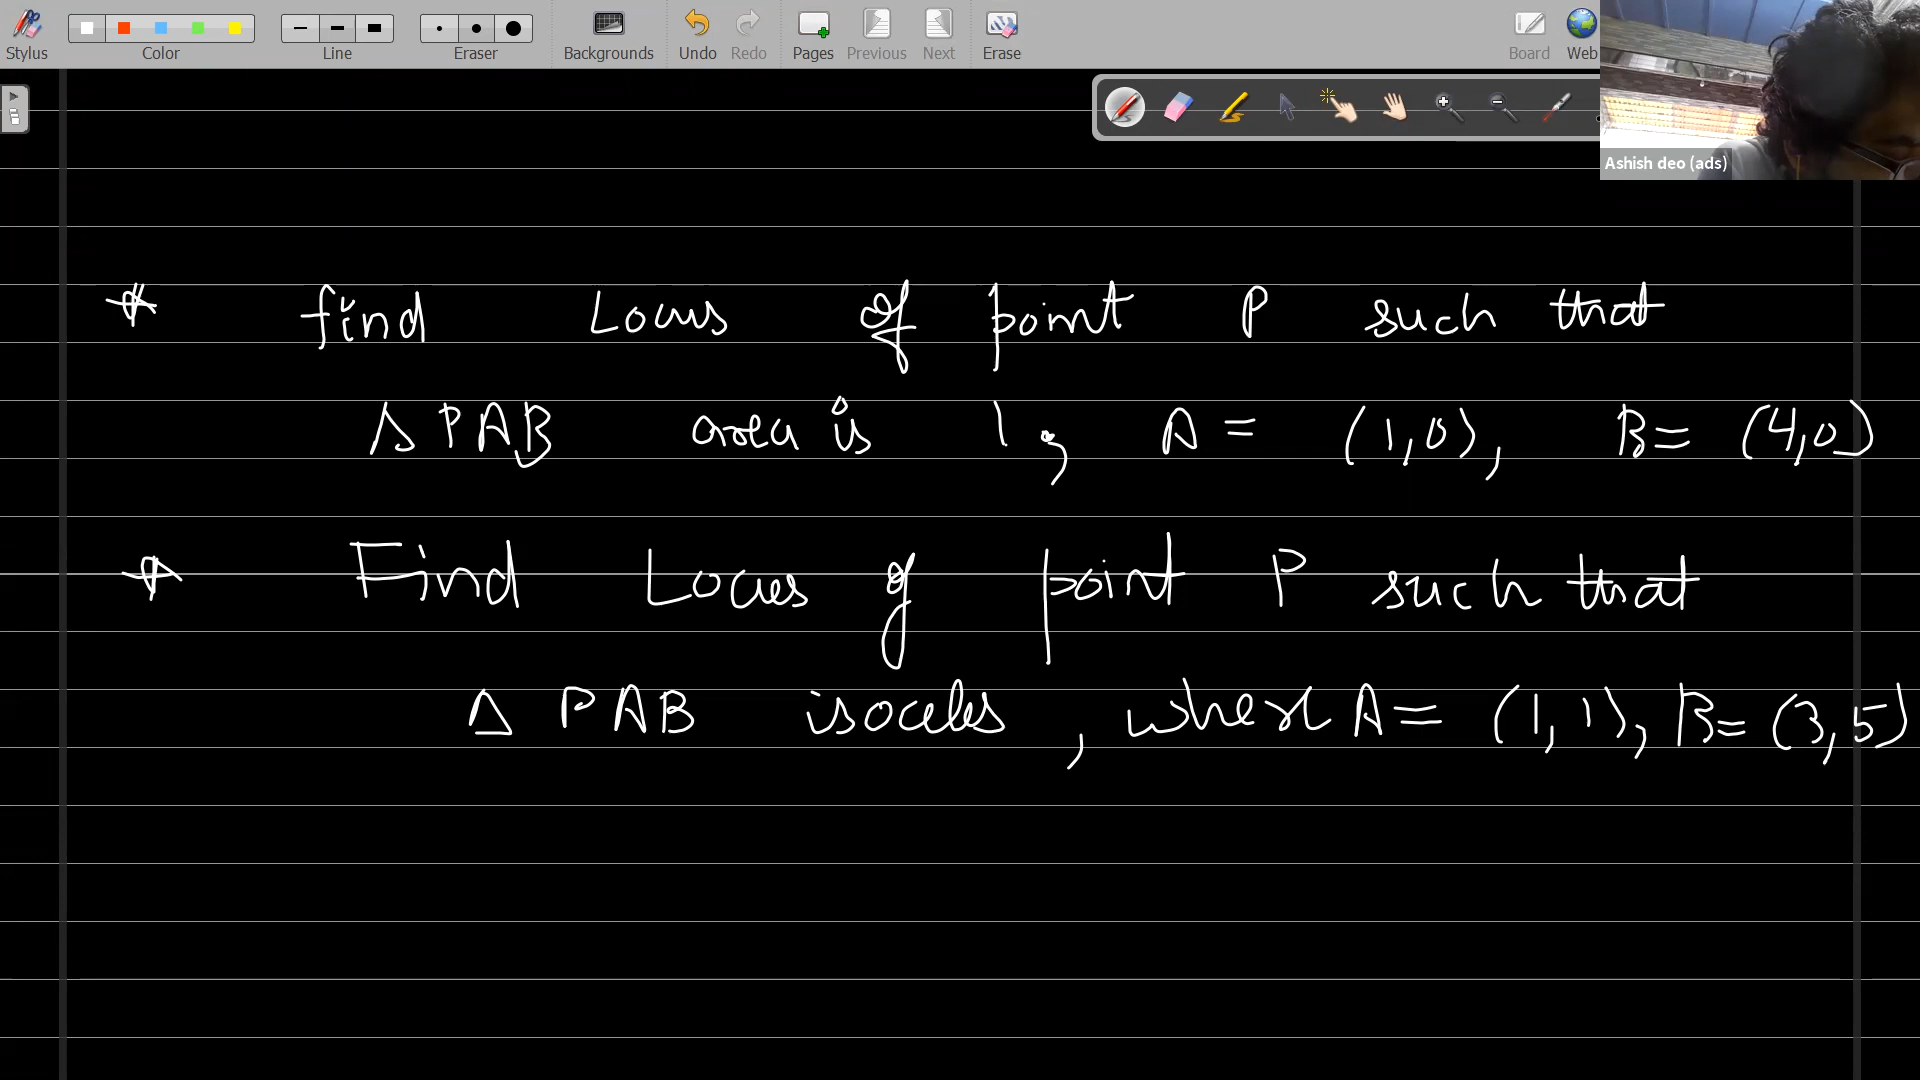 Stylus Color Line Eraser Backgrounds Undo Redo Pages Previous Next Erase Board Web
Ashish deo (ads)
* find Locus of point P such that
Δ PAB area is 1, A = (1,0), B = (4,0)
* Find Locus of point P such that
Δ PAB isoceles, where A = (1,1), B = (3,5)